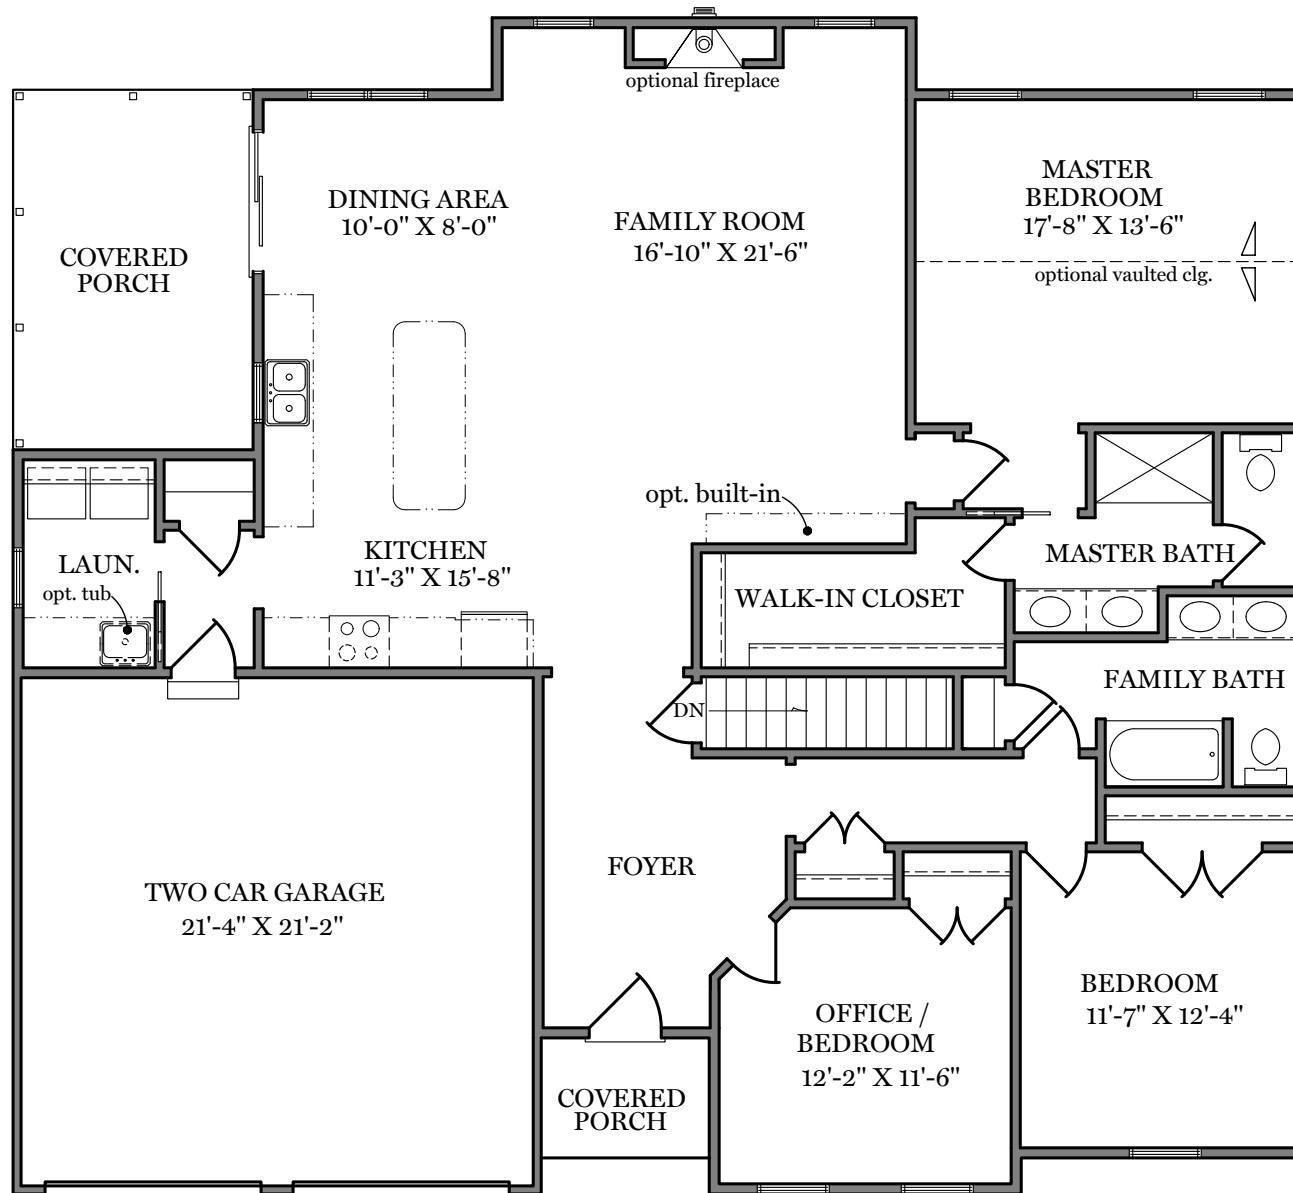 optional fireplace
MASTER
BEDROOM
17'-8" X 13'-6"
optional vaulted clg.
DINING AREA
10'-0" X 8'-0"
FAMILY ROOM
16'-10" X 21'-6"
COVERED
PORCH
opt. built-in
LAUN.
opt. tub
KITCHEN
11'-3" X 15'-8"
MASTER BATH
WALK-IN CLOSET
FAMILY BATH
DN
FOYER
TWO CAR GARAGE
21'-4" X 21'-2"
OFFICE /
BEDROOM
12'-2" X 11'-6"
BEDROOM
11'-7" X 12'-4"
COVERED
PORCH